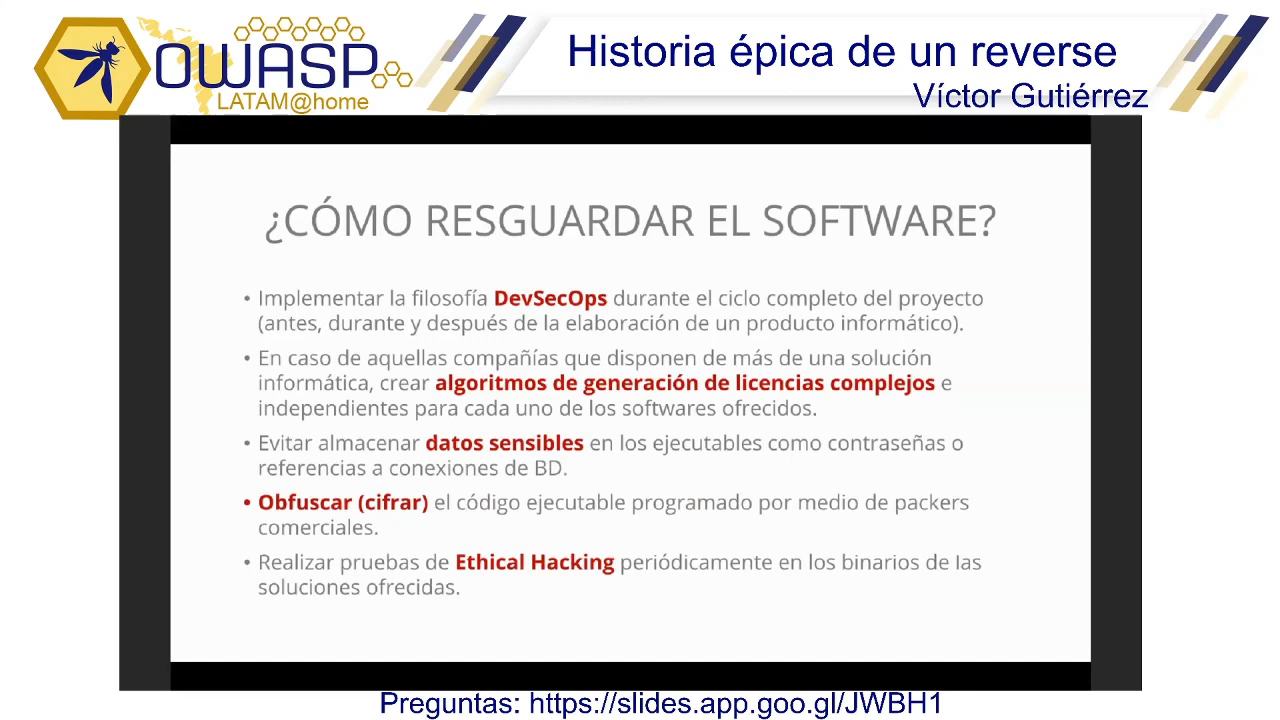 OWASP
LATAM@home
Historia épica de un reverse
Víctor Gutiérrez
¿CÓMO RESGUARDAR EL SOFTWARE?
• Implementar la filosofía DevSecOps durante el ciclo completo del proyecto
(antes, durante y después de la elaboración de un producto informático).
• En caso de aquellas compañías que disponen de más de una solución
informática, crear algoritmos de generación de licencias complejos e
independientes para cada uno de los softwares ofrecidos.
• Evitar almacenar datos sensibles en los ejecutables como contraseñas o
referencias a conexiones de BD.
• Obfuscar (cifrar) el código ejecutable programado por medio de packers
comerciales.
• Realizar pruebas de Ethical Hacking periódicamente en los binarios de las
soluciones ofrecidas.
Preguntas: https://slides.app.goo.gl/JWBH1